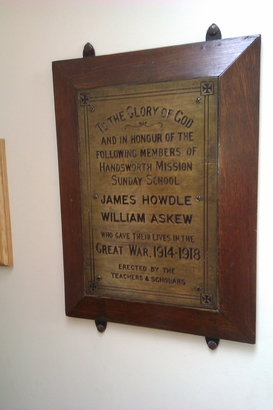 To the Glory of God
and in honour of the
following members of
Handsworth Mission
Sunday School
JAMES HOWDLE
WILLIAM ASKEW
who gave their lives in the
Great War, 1914-1918
erected by the
teachers & scholars